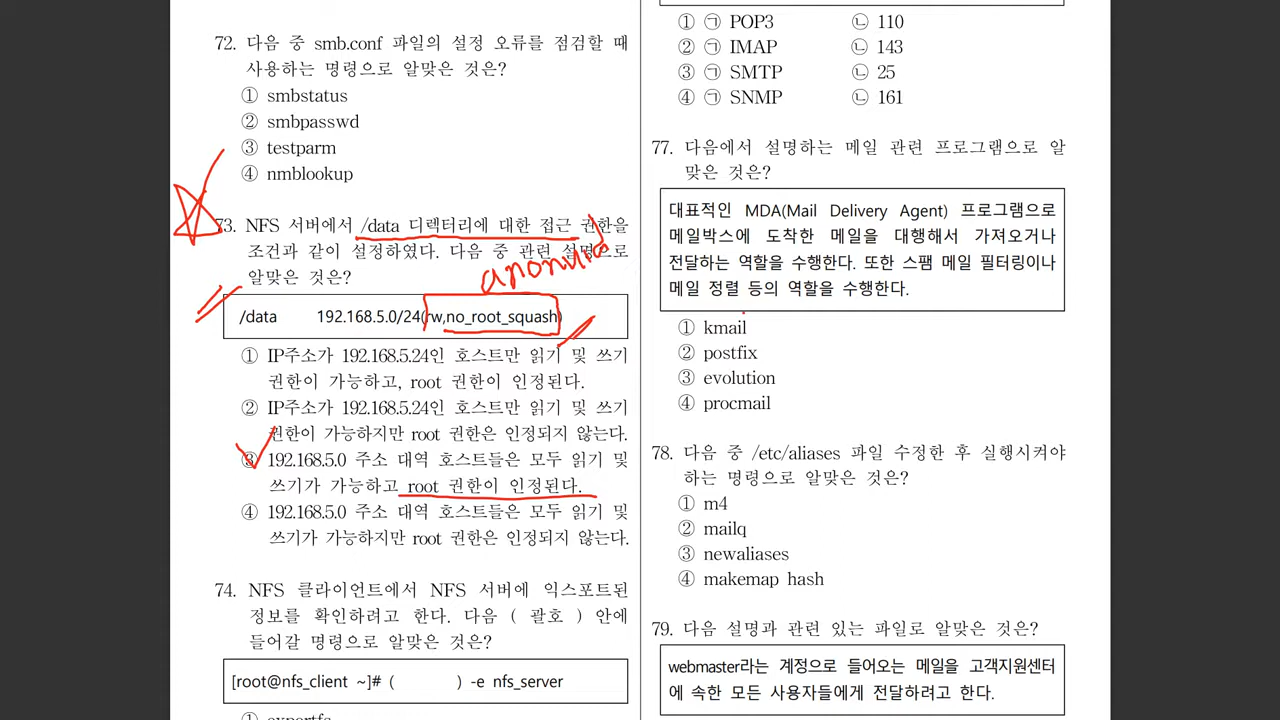 72. 다음 중 smb.conf 파일의 설정 오류를 점검할 때
사용하는 명령으로 알맞은 것은?
① smbstatus
② smbpasswd
③ testparm
④ nmblookup
73. NFS 서버에서 /data 디렉터리에 대한 접근 권한을
조건과 같이 설정하였다. 다음 중 관련 설명으로
알맞은 것은?
anonuid
/data 192.168.5.0/24(rw,no_root_squash)
① IP주소가 192.168.5.24인 호스트만 읽기 및 쓰기
권한이 가능하고, root 권한이 인정된다.
② IP주소가 192.168.5.24인 호스트만 읽기 및 쓰기
권한이 가능하지만 root 권한은 인정되지 않는다.
③ 192.168.5.0 주소 대역 호스트들은 모두 읽기 및
쓰기가 가능하고 root 권한이 인정된다.
④ 192.168.5.0 주소 대역 호스트들은 모두 읽기 및
쓰기가 가능하지만 root 권한은 인정되지 않는다.
74. NFS 클라이언트에서 NFS 서버에 익스포트된
정보를 확인하려고 한다. 다음 ( 괄호 ) 안에
들어갈 명령으로 알맞은 것은?
[root@nfs_client ~]# ( ) -e nfs_server
① exportfs
① ㉠ POP3 ㉡ 110
② ㉠ IMAP ㉡ 143
③ ㉠ SMTP ㉡ 25
④ ㉠ SNMP ㉡ 161
77. 다음에서 설명하는 메일 관련 프로그램으로 알
맞은 것은?
대표적인 MDA(Mail Delivery Agent) 프로그램으로
메일박스에 도착한 메일을 대행해서 가져오거나
전달하는 역할을 수행한다. 또한 스팸 메일 필터링이나
메일 정렬 등의 역할을 수행한다.
① kmail
② postfix
③ evolution
④ procmail
78. 다음 중 /etc/aliases 파일 수정한 후 실행시켜야
하는 명령으로 알맞은 것은?
① m4
② mailq
③ newaliases
④ makemap hash
79. 다음 설명과 관련 있는 파일로 알맞은 것은?
webmaster라는 계정으로 들어오는 메일을 고객지원센터
에 속한 모든 사용자들에게 전달하려고 한다.